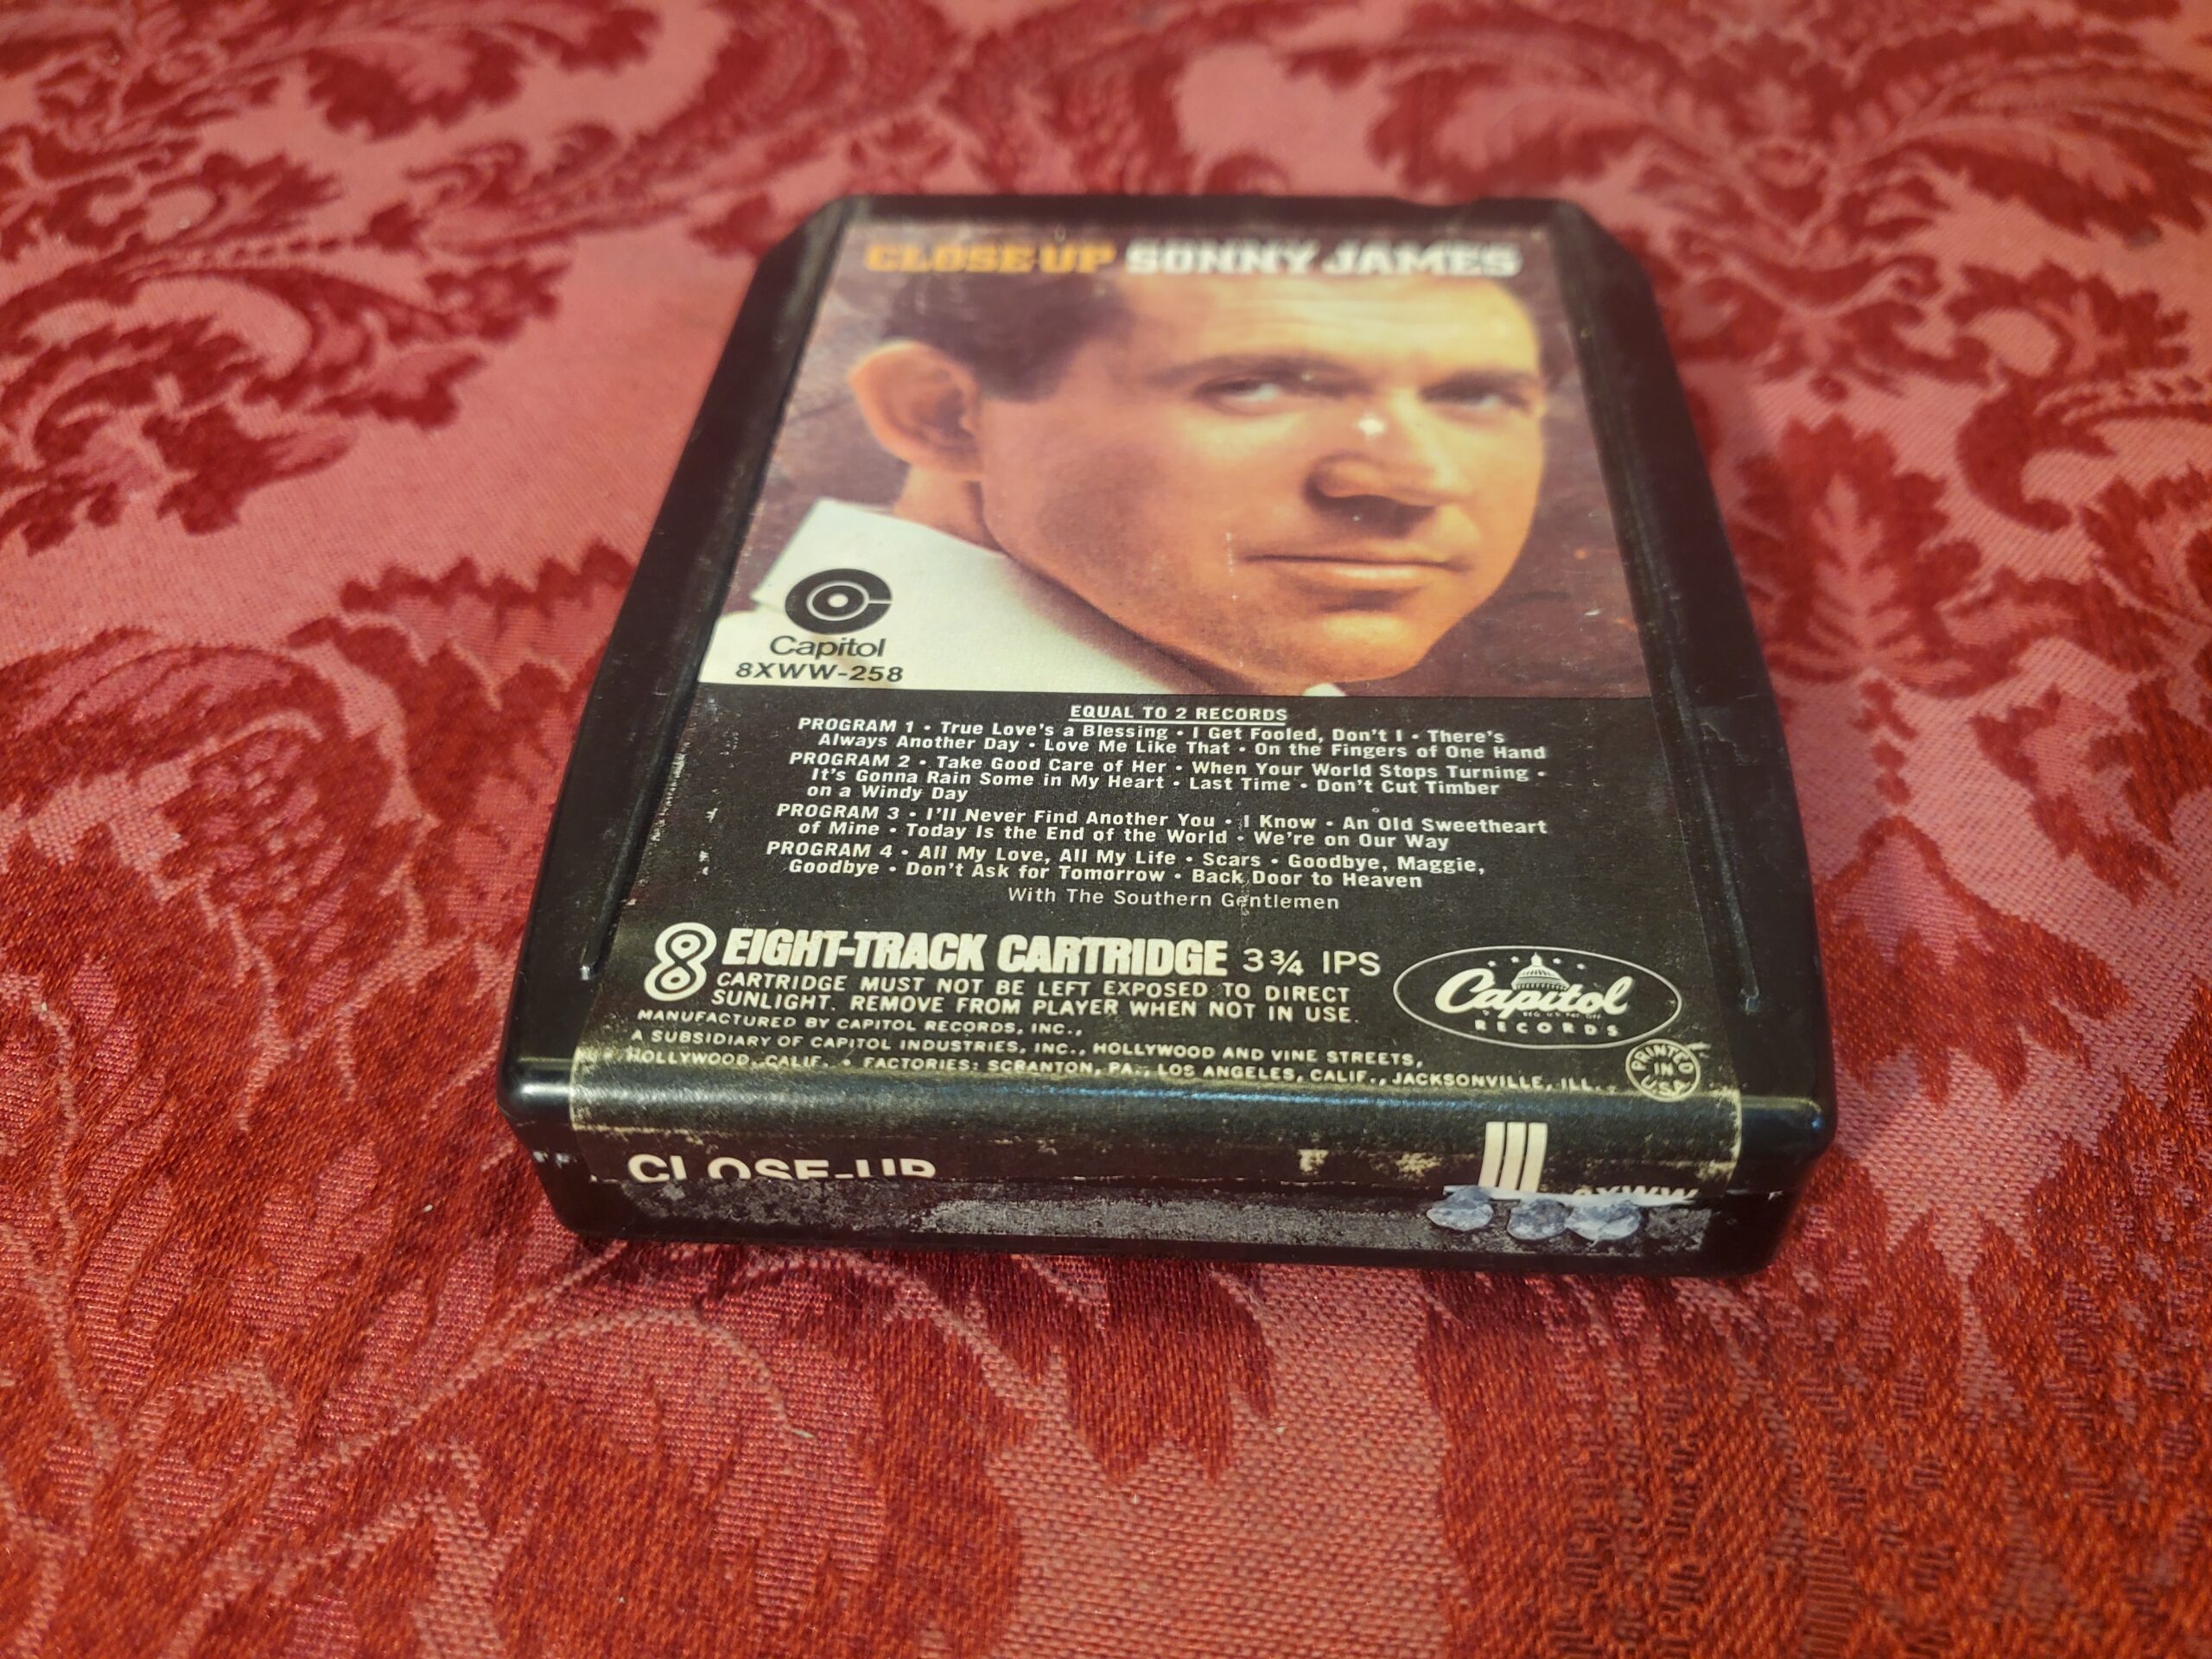 CLOSE-UP SONNY JAMES
Capitol
8XWW-258
EQUAL TO 2 RECORDS
PROGRAM 1 • True Love's a Blessing • I Get Fooled, Don't I • There's
Always Another Day • Love Me Like That • On the Fingers of One Hand
PROGRAM 2 • Take Good Care of Her • When Your World Stops Turning •
It's Gonna Rain Some in My Heart • Last Time • Don't Cut Timber
on a Windy Day
PROGRAM 3 • I'll Never Find Another You • I Know • An Old Sweetheart
of Mine • Today Is the End of the World • We're on Our Way
PROGRAM 4 • All My Love, All My Life • Scars • Goodbye, Maggie,
Goodbye • Don't Ask for Tomorrow • Back Door to Heaven
With The Southern Gentlemen
8 EIGHT-TRACK CARTRIDGE 3¾ IPS
CARTRIDGE MUST NOT BE LEFT EXPOSED TO DIRECT
SUNLIGHT. REMOVE FROM PLAYER WHEN NOT IN USE.
Capitol
REG. U.S. PAT. OFF.
RECORDS
MANUFACTURED BY CAPITOL RECORDS, INC.,
A SUBSIDIARY OF CAPITOL INDUSTRIES, INC., HOLLYWOOD AND VINE STREETS,
HOLLYWOOD, CALIF. • FACTORIES: SCRANTON, PA., LOS ANGELES, CALIF., JACKSONVILLE, ILL.
PRINTED
IN
U.S.A.
CLOSE-UP
8XWW